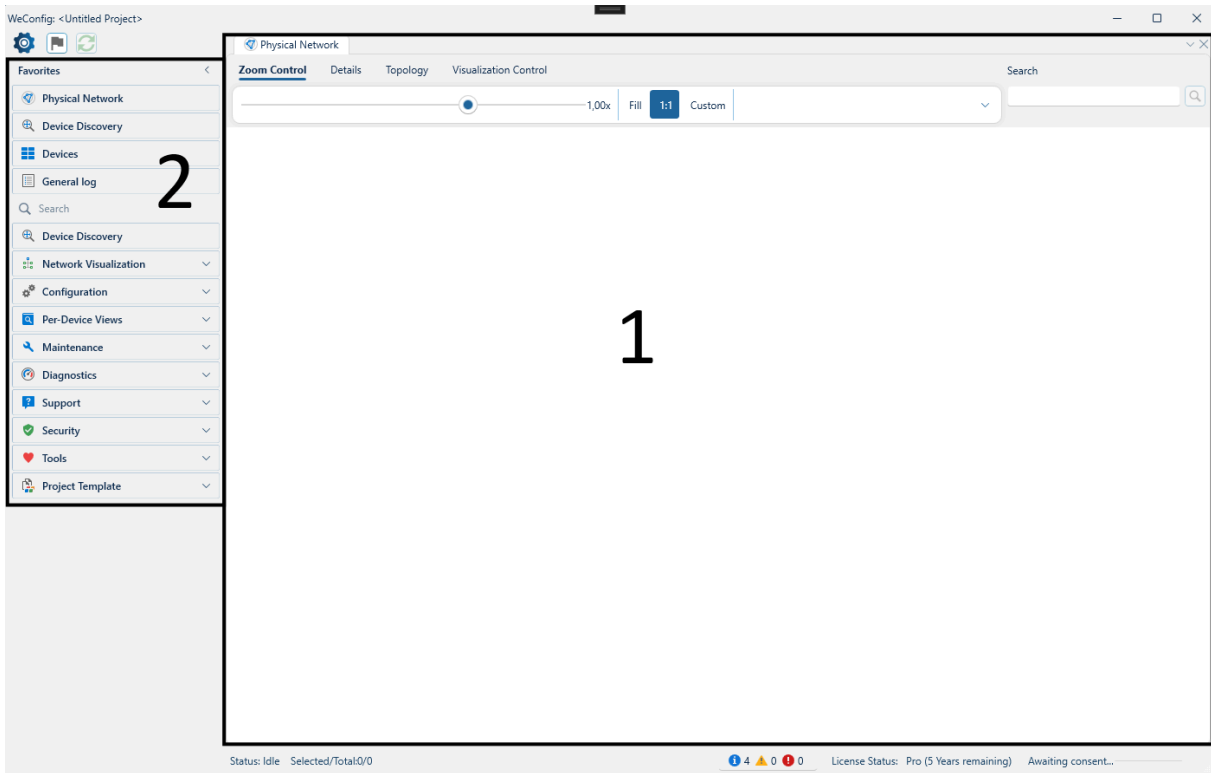 WeConfig: <Untitled Project>
Physical Network
Favorites
Zoom Control Details Topology Visualization Control Search
1,00x Fill 1:1 Custom
Physical Network
Device Discovery
Devices
General log
2
Search
Device Discovery
Network Visualization
Configuration
Per-Device Views
Maintenance
Diagnostics
Support
Security
Tools
Project Template
1
Status: Idle Selected/Total:0/0 4 0 0 License Status: Pro (5 Years remaining) Awaiting consent...